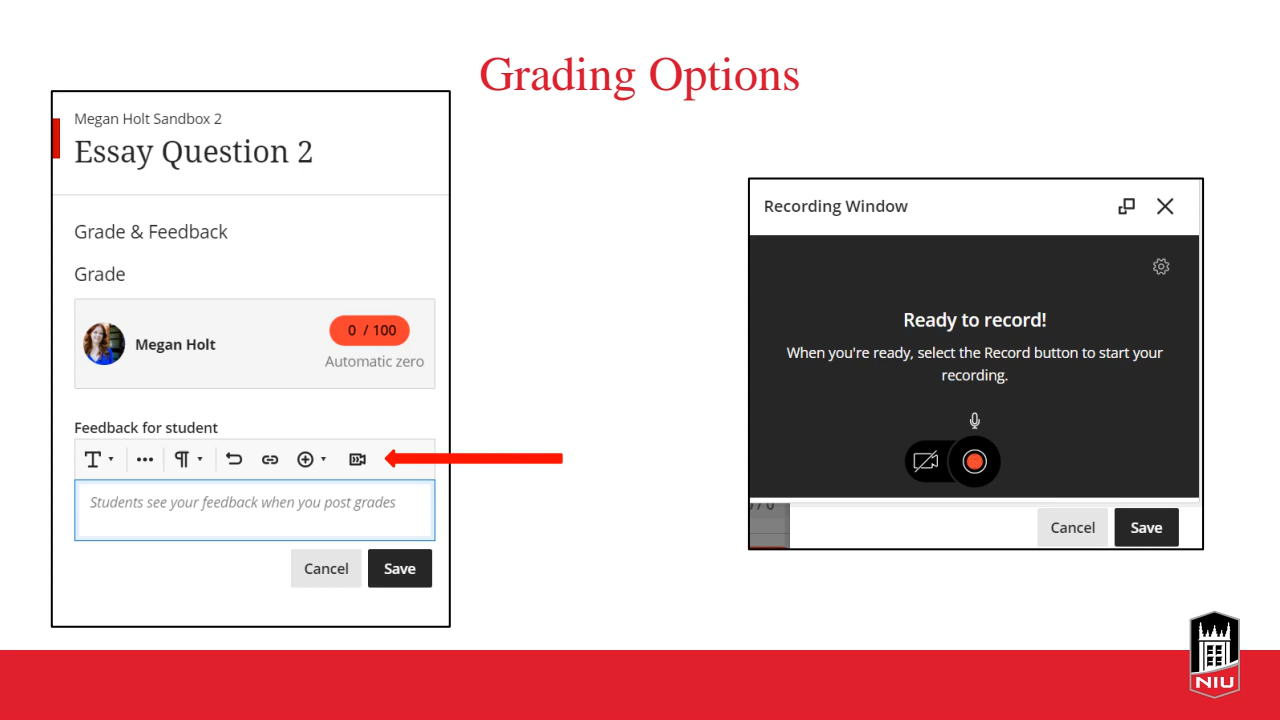 Grading Options
Megan Holt Sandbox 2
Essay Question 2
Grade & Feedback
Grade
Megan Holt
0 / 100
Automatic zero
Feedback for student
Students see your feedback when you post grades
Cancel
Save
Recording Window
Ready to record!
When you're ready, select the Record button to start your
recording.
Cancel
Save
NIU